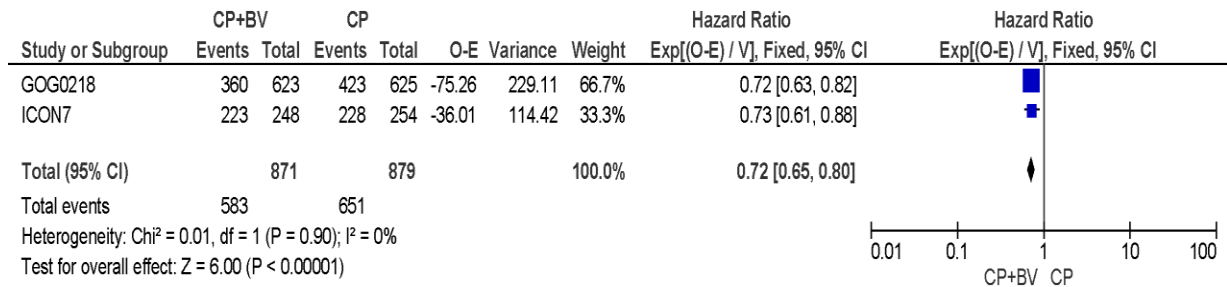 CP+BV CP Hazard Ratio Hazard Ratio
Study or Subgroup Events Total Events Total O-E Variance Weight Exp[(O-E) / V], Fixed, 95% CI Exp[(O-E) / V], Fixed, 95% CI
GOG0218 360 623 423 625 -75.26 229.11 66.7% 0.72 [0.63, 0.82]
ICON7 223 248 228 254 -36.01 114.42 33.3% 0.73 [0.61, 0.88]
Total (95% CI) 871 879 100.0% 0.72 [0.65, 0.80]
Total events 583 651
Heterogeneity: Chi² = 0.01, df = 1 (P = 0.90); I² = 0%
Test for overall effect: Z = 6.00 (P < 0.00001)
0.01 0.1 1 10 100
CP+BV CP